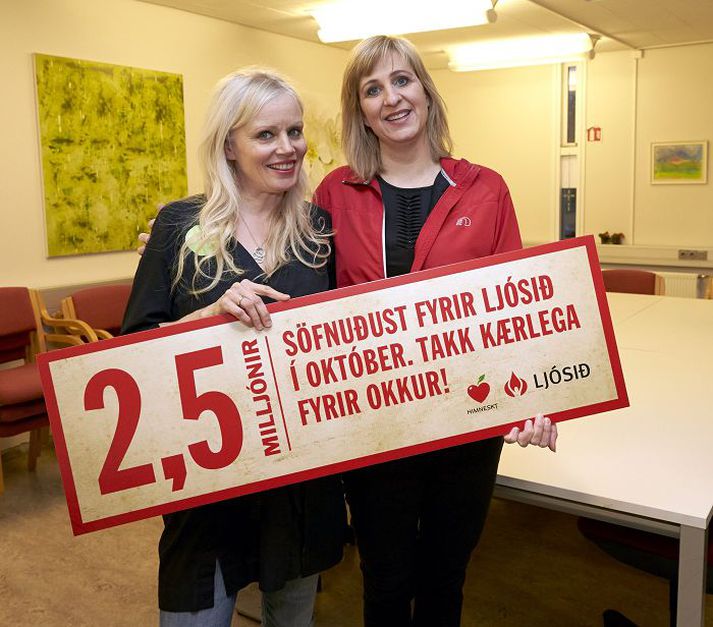 2,5
MILLJÓNIR
SÖFNUÐUST FYRIR LJÓSIÐ
Í OKTÓBER. TAKK KÆRLEGA
FYRIR OKKUR!
HIMNESKT
LJÓSIÐ